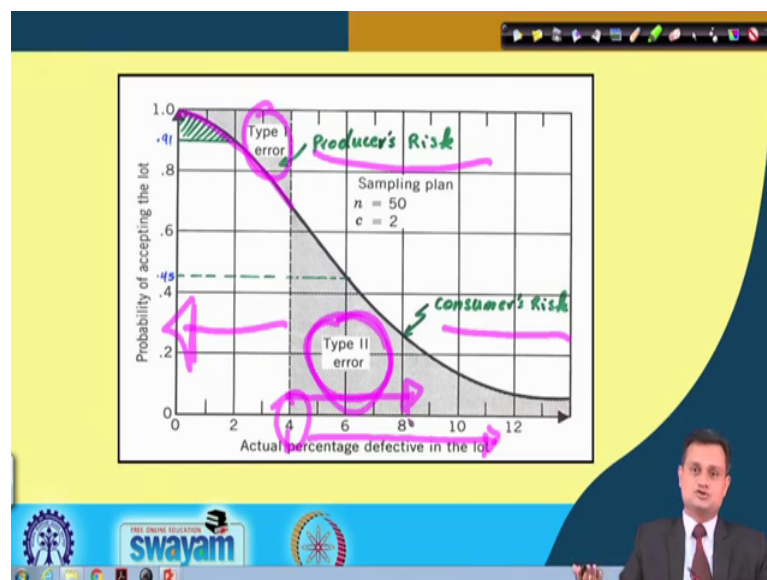 1.0
.91
.8
.6
.45
.4
.2
0
Probability of accepting the lot
Type I
error
Producer's Risk
Sampling plan
n = 50
c = 2
Consumer's Risk
Type II
error
0 2 4 6 8 10 12
Actual percentage defective in the lot
FREE ONLINE EDUCATION
swayam